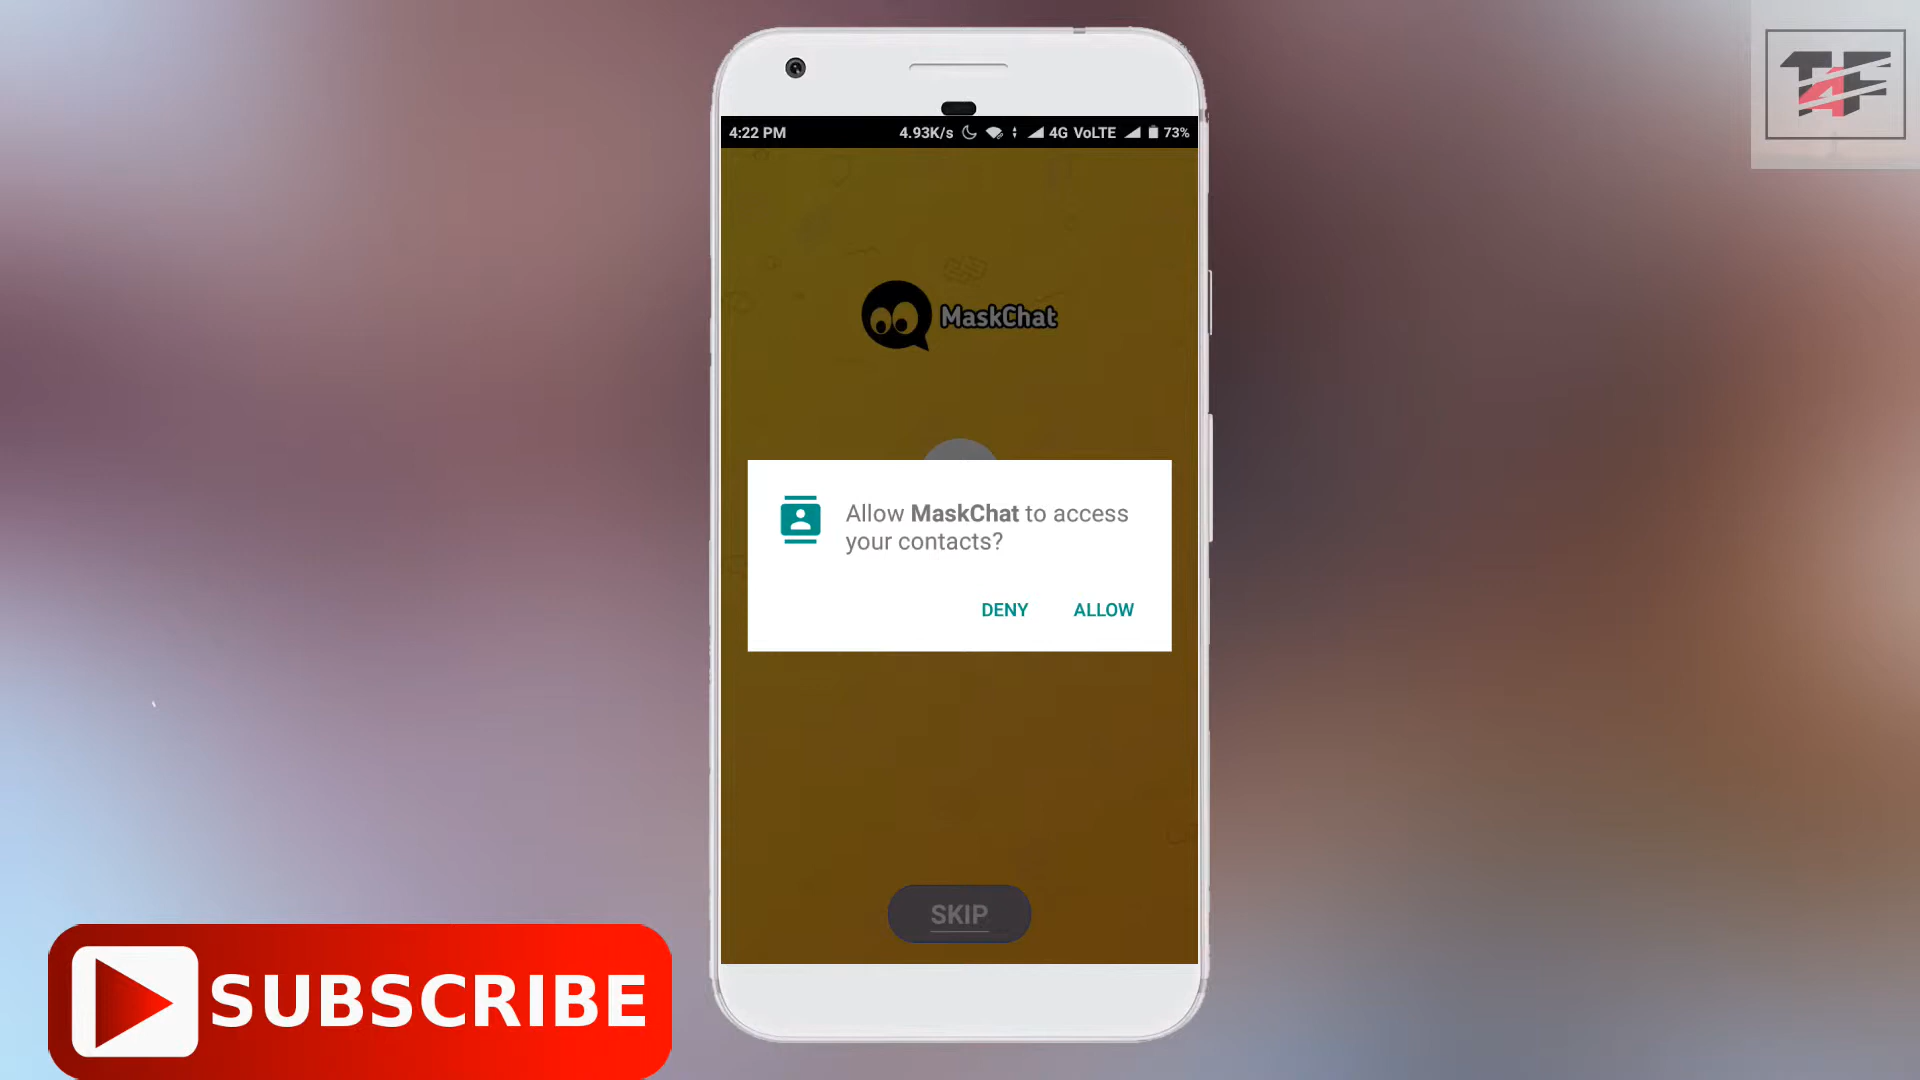 T4F
4:22 PM
4.93K/s 4G VoLTE 73%
MaskChat
Allow MaskChat to access
your contacts?
DENY ALLOW
SKIP
SUBSCRIBE